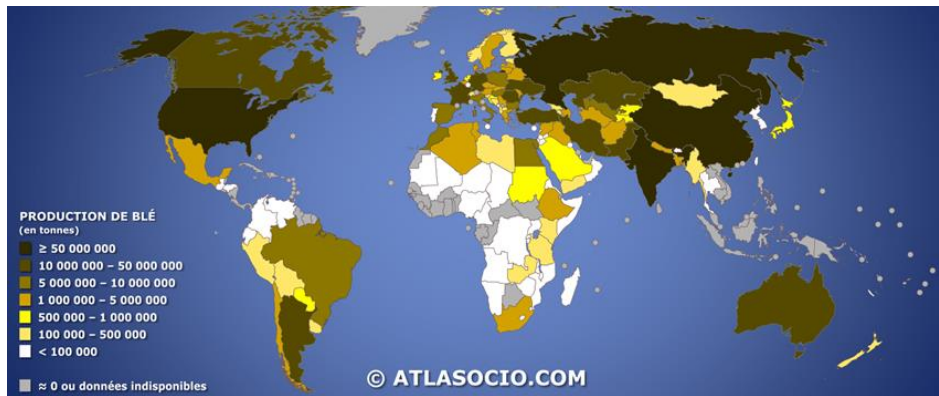 PRODUCTION DE BLÉ
(en tonnes)
≥ 50 000 000
10 000 000 – 50 000 000
5 000 000 – 10 000 000
1 000 000 – 5 000 000
500 000 – 1 000 000
100 000 – 500 000
< 100 000
≈ 0 ou données indisponibles
© ATLASOCIO.COM